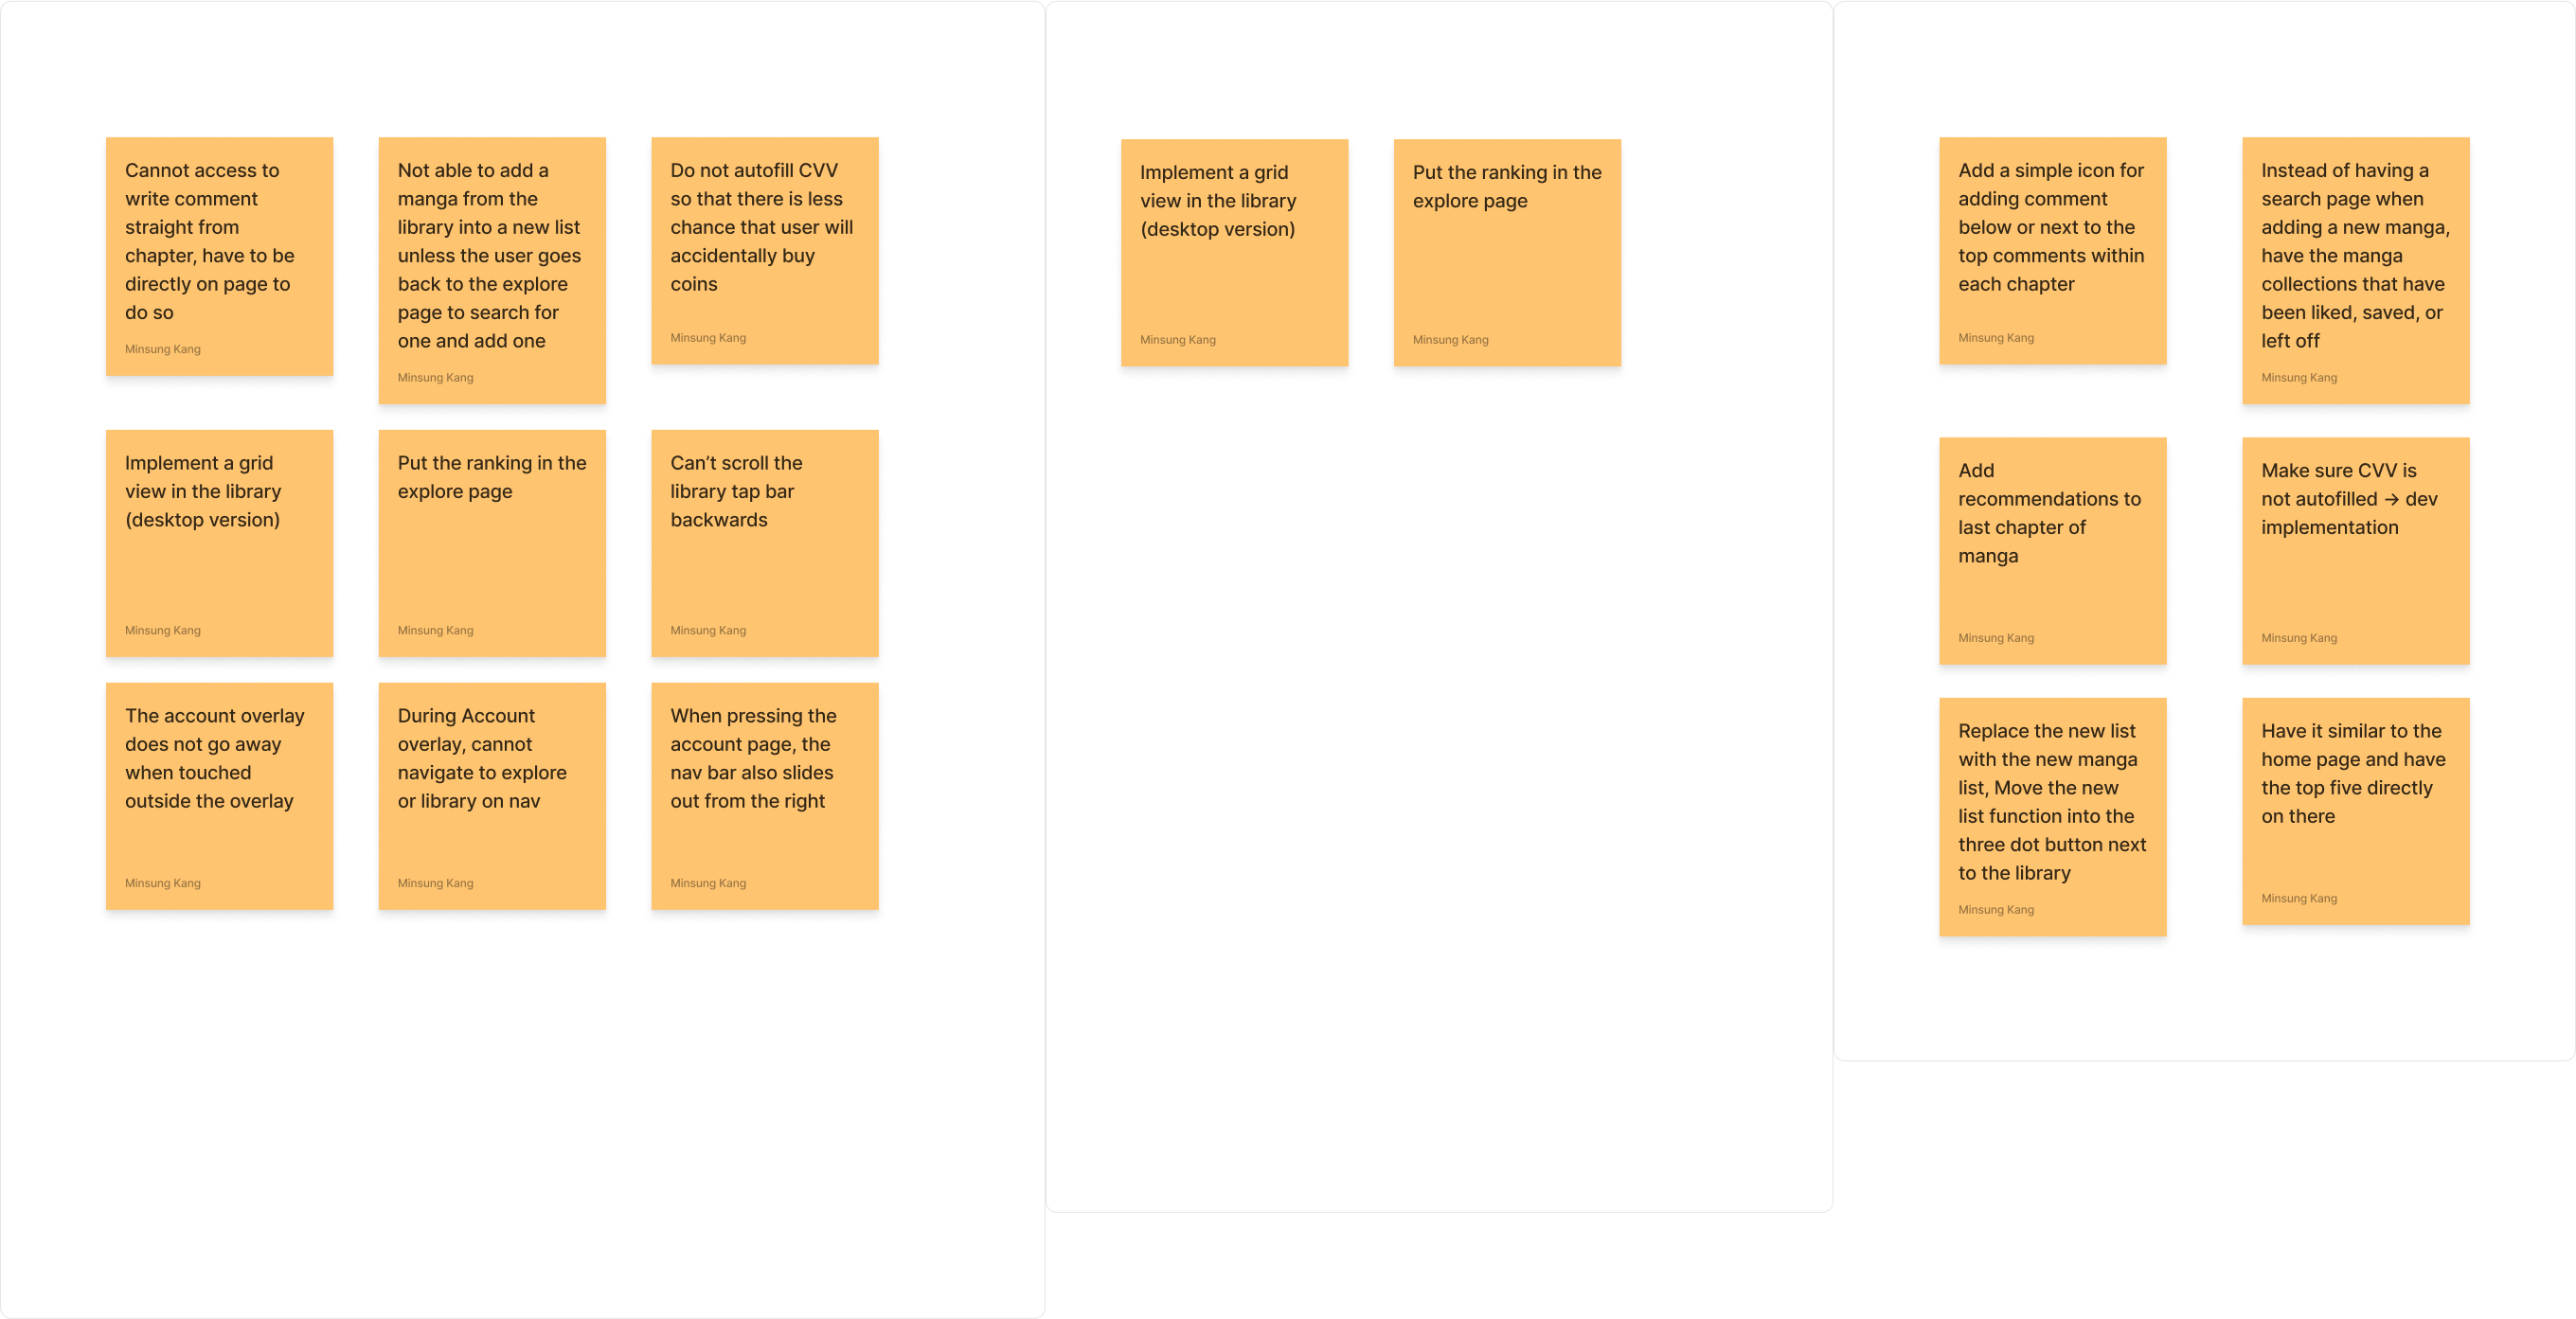 Cannot access to
write comment
straight from
chapter, have to be
directly on page to
do so
Minsung Kang
Not able to add a
manga from the
library into a new list
unless the user goes
back to the explore
page to search for
one and add one
Minsung Kang
Do not autofill CVV
so that there is less
chance that user will
accidentally buy
coins
Minsung Kang
Implement a grid
view in the library
(desktop version)
Minsung Kang
Put the ranking in the
explore page
Minsung Kang
Can’t scroll the
library tap bar
backwards
Minsung Kang
The account overlay
does not go away
when touched
outside the overlay
Minsung Kang
During Account
overlay, cannot
navigate to explore
or library on nav
Minsung Kang
When pressing the
account page, the
nav bar also slides
out from the right
Minsung Kang
Implement a grid
view in the library
(desktop version)
Minsung Kang
Put the ranking in the
explore page
Minsung Kang
Add a simple icon for
adding comment
below or next to the
top comments within
each chapter
Minsung Kang
Instead of having a
search page when
adding a new manga,
have the manga
collections that have
been liked, saved, or
left off
Minsung Kang
Add
recommendations to
last chapter of
manga
Minsung Kang
Make sure CVV is
not autofilled → dev
implementation
Minsung Kang
Replace the new list
with the new manga
list, Move the new
list function into the
three dot button next
to the library
Minsung Kang
Have it similar to the
home page and have
the top five directly
on there
Minsung Kang